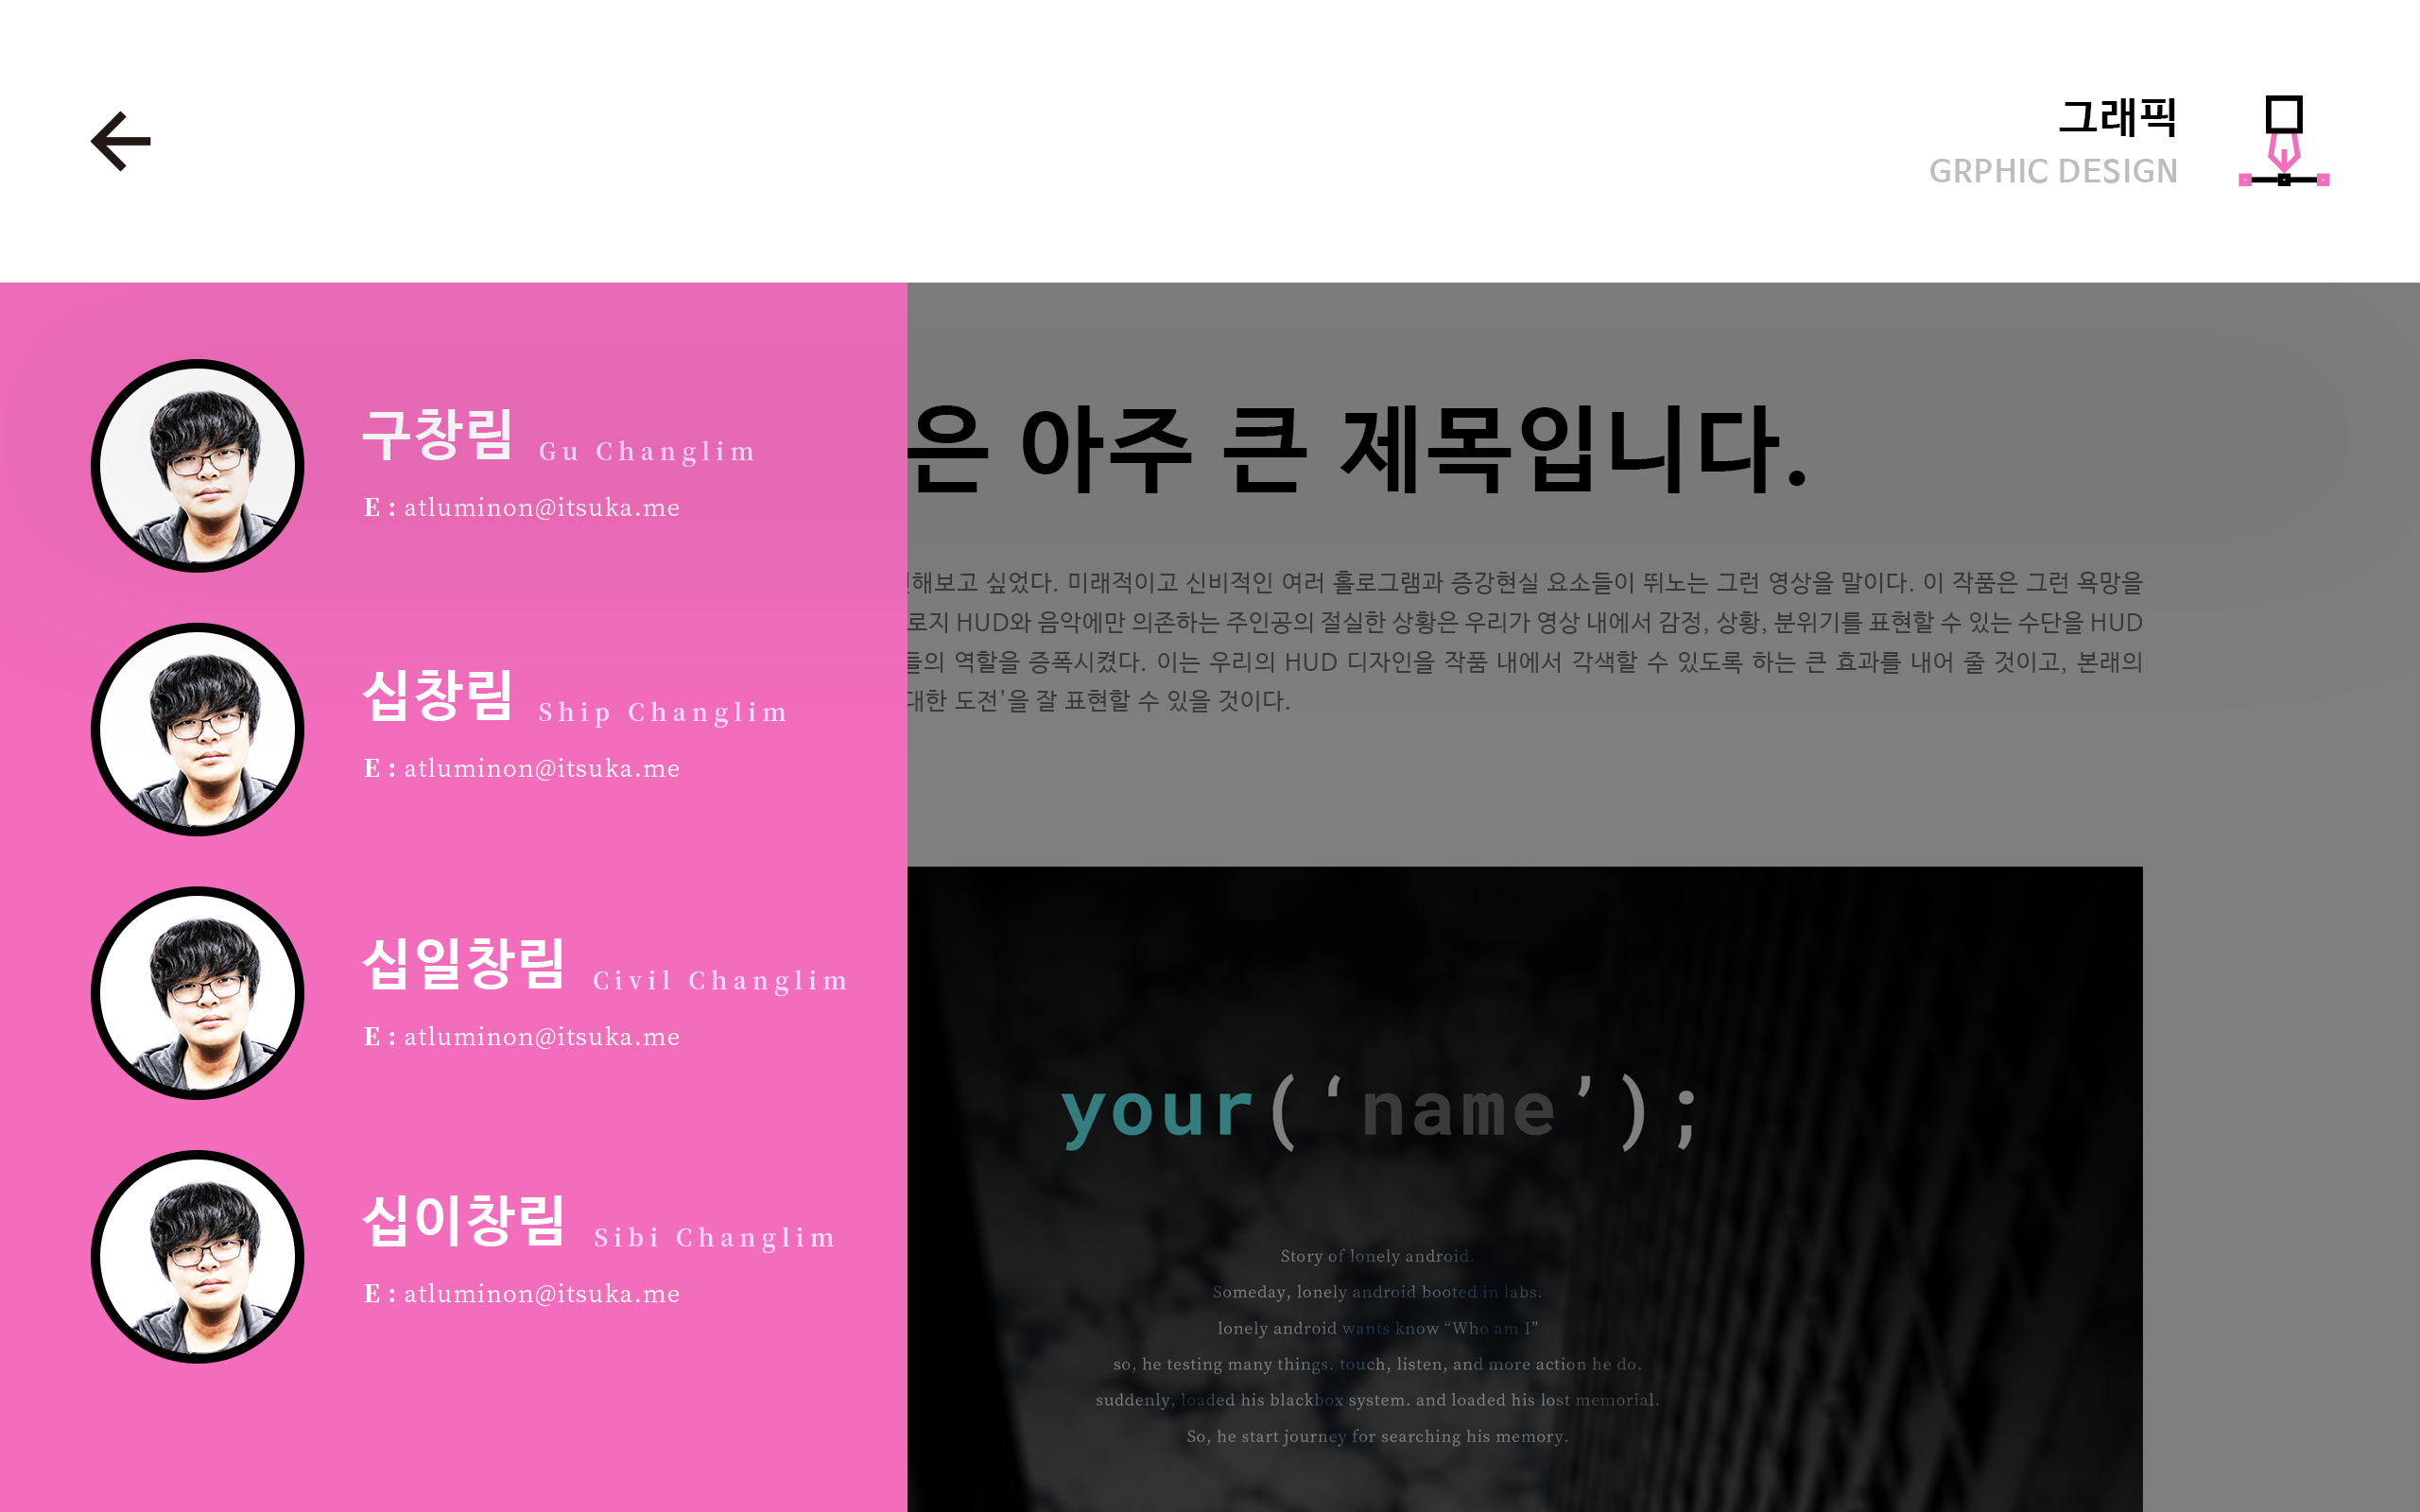 그래픽
GRPHIC DESIGN
구창림 Gu Changlim
E : atluminon@itsuka.me
십창림 Ship Changlim
E : atluminon@itsuka.me
십일창림 Civil Changlim
E : atluminon@itsuka.me
십이창림 Sibi Changlim
E : atluminon@itsuka.me
은 아주 큰 제목입니다.
해보고 싶었다. 미래적이고 신비적인 여러 홀로그램과 증강현실 요소들이 뛰노는 그런 영상을 말이다. 이 작품은 그런 욕망을
로지 HUD와 음악에만 의존하는 주인공의 절실한 상황은 우리가 영상 내에서 감정, 상황, 분위기를 표현할 수 있는 수단을 HUD
들의 역할을 증폭시켰다. 이는 우리의 HUD 디자인을 작품 내에서 각색할 수 있도록 하는 큰 효과를 내어 줄 것이고, 본래의
대한 도전'을 잘 표현할 수 있을 것이다.
your(‘name’);
Story of lonely android.
Someday, lonely android booted in labs.
lonely android wants know “Who am I”
so, he testing many things. touch, listen, and more action he do.
suddenly, loaded his blackbox system. and loaded his lost memorial.
So, he start journey for searching his memory.